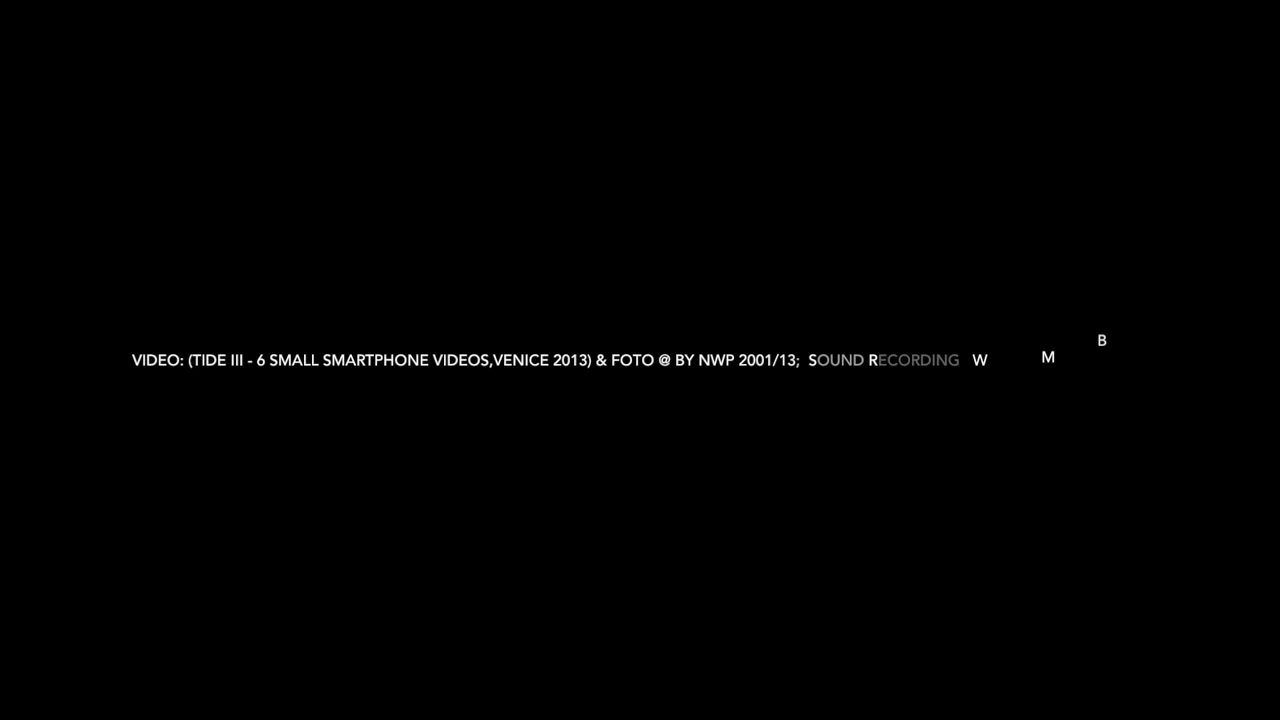 VIDEO: (TIDE III - 6 SMALL SMARTPHONE VIDEOS,VENICE 2013) & FOTO @ BY NWP 2001/13; SOUND RECORDING W M B